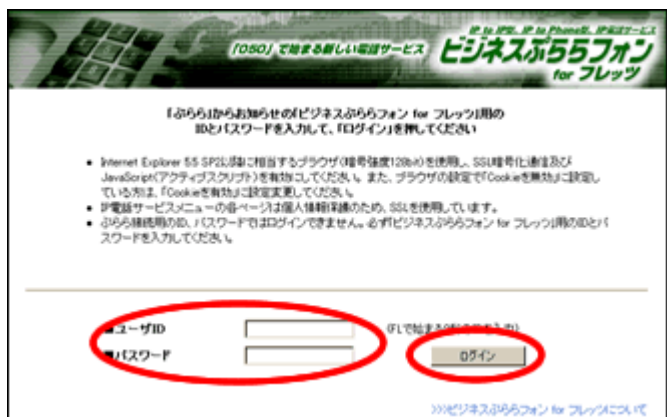 IP to IP型、IP to Phone型、IP電話サービス
「050」で始まる新しい電話サービス
ビジネスぷららフォン
for フレッツ
「ぷらら」からお知らせの「ビジネスぷららフォン for フレッツ」用の
IDとパスワードを入力して、「ログイン」を押してください
• Internet Explorer 5.5 SP2以降に相当するブラウザ(暗号強度128bit)を使用し、SSL暗号化通信及び
JavaScript(アクティブスクリプト)を有効にしてください。また、ブラウザの設定で「Cookieを無効」に設定し
ている方は、「Cookieを有効」に設定変更してください。
• IP電話サービスメニューの各ページは個人情報保護のため、SSLを使用しています。
• ぷらら接続用のID、パスワードではログインできません。必ず「ビジネスぷららフォン for フレッツ」用のIDとパ
スワードを入力してください。
■ユーザID (FLで始まる
■パスワード ログイン
>>>ビジネスぷららフォン for フレッツについて